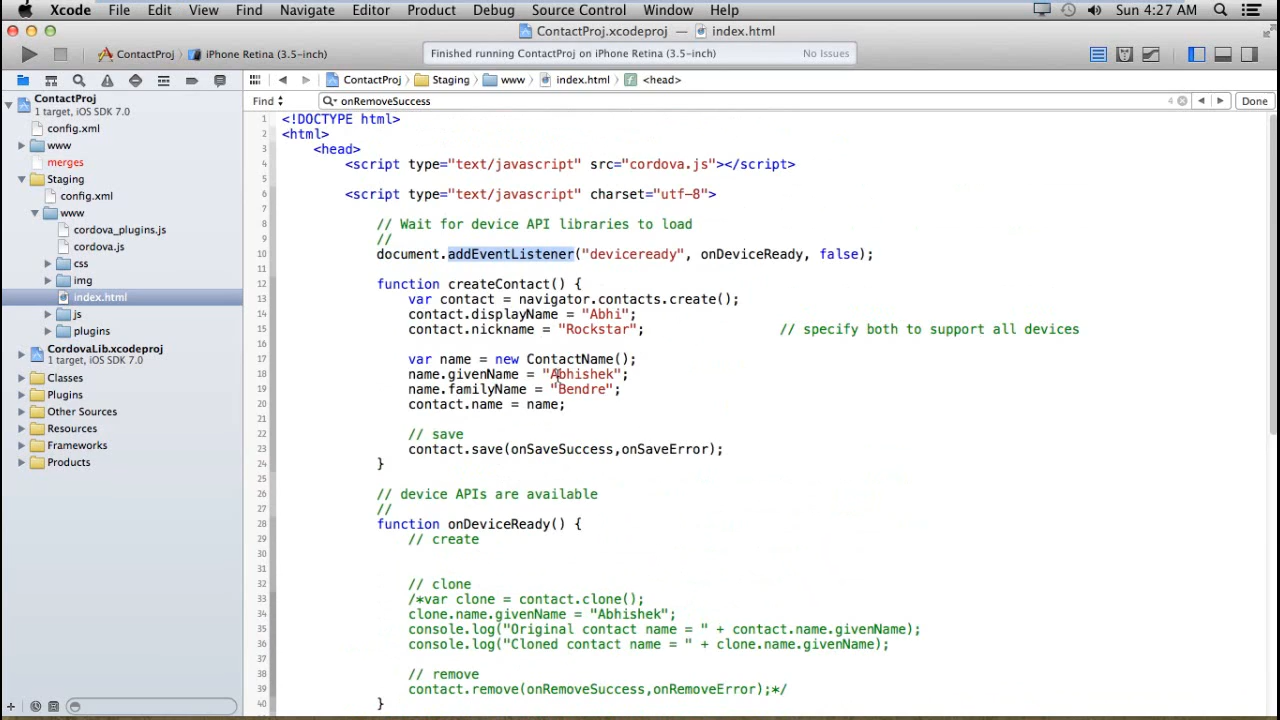 Xcode File Edit View Find Navigate Editor Product Debug Source Control Window Help Sun 4:27 AM
ContactProj.xcodeproj — index.html
ContactProj iPhone Retina (3.5-inch) Finished running ContactProj on iPhone Retina (3.5-inch) No Issues
ContactProj Staging www index.html <head>
Find onRemoveSuccess 4 Done
ContactProj
1 target, iOS SDK 7.0
config.xml
www
merges
Staging
config.xml
www
cordova_plugins.js
cordova.js
css
img
index.html
js
plugins
CordovaLib.xcodeproj
1 target, iOS SDK 7.0
Classes
Plugins
Other Sources
Resources
Frameworks
Products
1 <!DOCTYPE html>
2 <html>
3 <head>
4 <script type="text/javascript" src="cordova.js"></script>
5
6 <script type="text/javascript" charset="utf-8">
7
8 // Wait for device API libraries to load
9 //
10 document.addEventListener("deviceready", onDeviceReady, false);
11
12 function createContact() {
13 var contact = navigator.contacts.create();
14 contact.displayName = "Abhi";
15 contact.nickname = "Rockstar"; // specify both to support all devices
16
17 var name = new ContactName();
18 name.givenName = "Abhishek";
19 name.familyName = "Bendre";
20 contact.name = name;
21
22 // save
23 contact.save(onSaveSuccess,onSaveError);
24 }
25
26 // device APIs are available
27 //
28 function onDeviceReady() {
29 // create
30
31
32 // clone
33 /*var clone = contact.clone();
34 clone.name.givenName = "Abhishek";
35 console.log("Original contact name = " + contact.name.givenName);
36 console.log("Cloned contact name = " + clone.name.givenName);
37
38 // remove
39 contact.remove(onRemoveSuccess,onRemoveError);*/
40 }